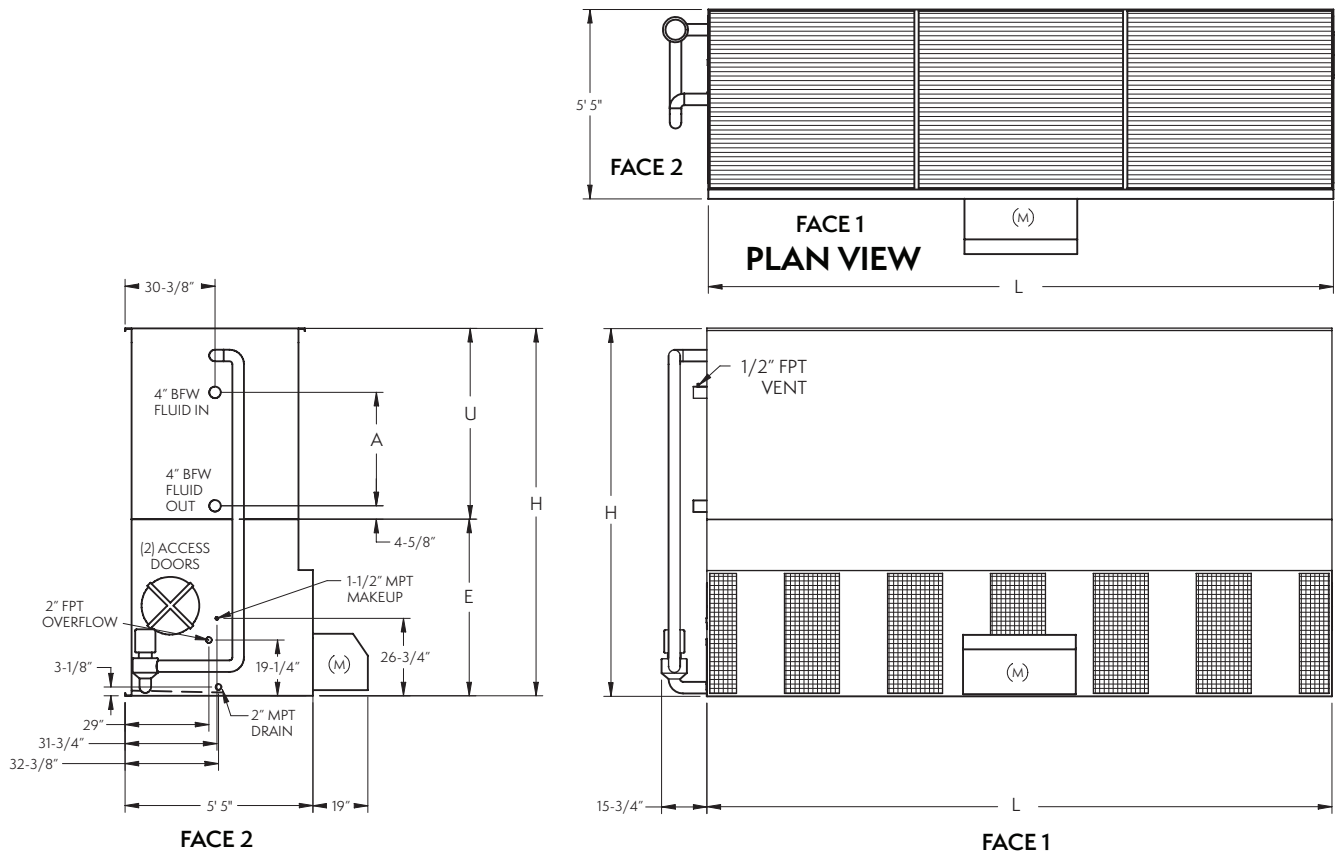 5' 5"
FACE 2
(M)
FACE 1
PLAN VIEW
L
30-3/8"
4" BFW
FLUID IN
A
U
H
4" BFW
FLUID
OUT
4-5/8"
(2) ACCESS
DOORS
1-1/2" MPT
MAKEUP
E
2" FPT
OVERFLOW
3-1/8"
19-1/4"
26-3/4"
(M)
2" MPT
DRAIN
29"
31-3/4"
32-3/8"
5' 5"
19"
FACE 2
1/2" FPT
VENT
H
(M)
15-3/4"
L
FACE 1